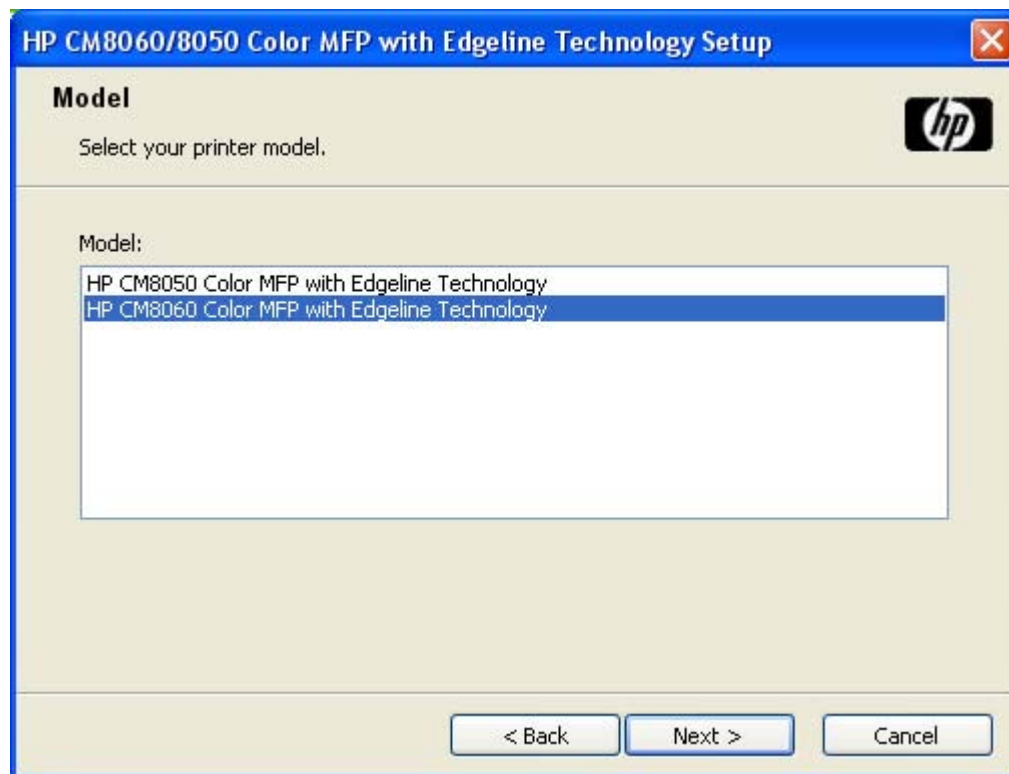 HP CM8060/8050 Color MFP with Edgeline Technology Setup
Model
hp
Select your printer model.
Model:
HP CM8050 Color MFP with Edgeline Technology
HP CM8060 Color MFP with Edgeline Technology
< Back
Next >
Cancel